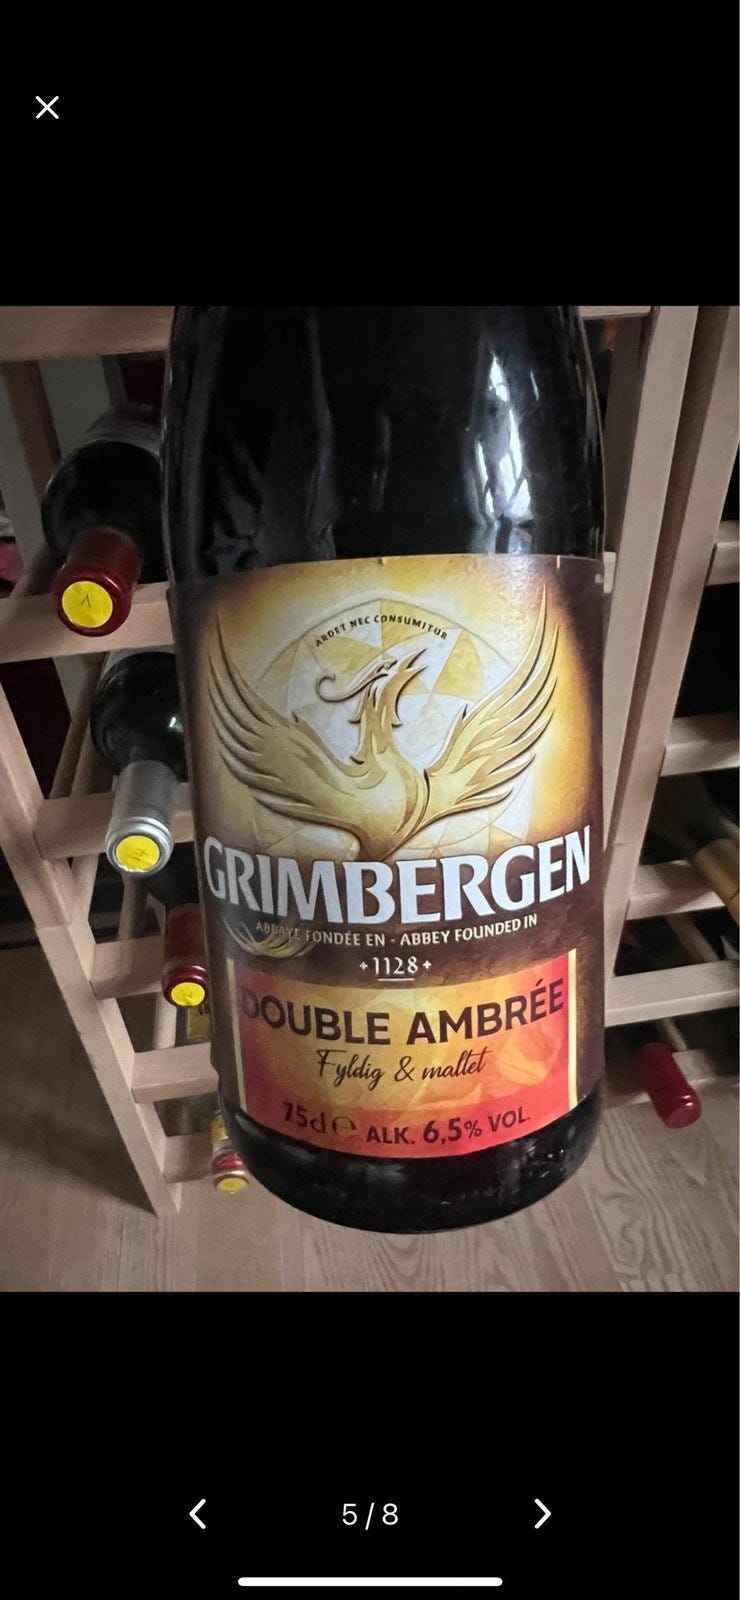 ARDET NEC CONSUMITUR
GRIMBERGEN
ABBAYE FONDÉE EN - ABBEY FOUNDED IN
1128
DOUBLE AMBRÉE
Fyldig & maltet
75cl e ALK. 6,5% VOL.
5 / 8